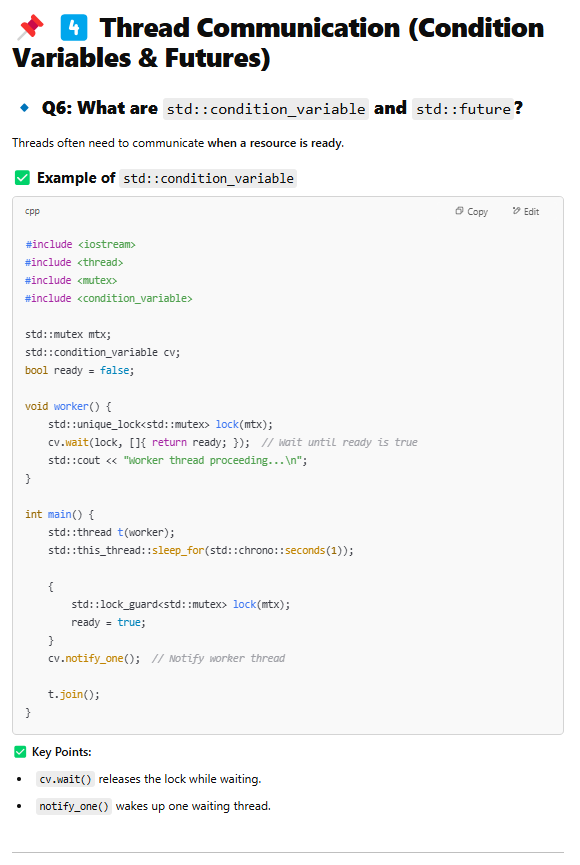 📌 4️⃣ Thread Communication (Condition
Variables & Futures)
🔹 Q6: What are std::condition_variable and std::future?
Threads often need to communicate when a resource is ready.
✅ Example of std::condition_variable
cpp
Copy
Edit
#include <iostream>
#include <thread>
#include <mutex>
#include <condition_variable>
std::mutex mtx;
std::condition_variable cv;
bool ready = false;
void worker() {
    std::unique_lock<std::mutex> lock(mtx);
    cv.wait(lock, []{ return ready; });  // Wait until ready is true
    std::cout << "Worker thread proceeding...\n";
}
int main() {
    std::thread t(worker);
    std::this_thread::sleep_for(std::chrono::seconds(1));
    {
        std::lock_guard<std::mutex> lock(mtx);
        ready = true;
    }
    cv.notify_one();  // Notify worker thread
    t.join();
}
✅ Key Points:
• cv.wait() releases the lock while waiting.
• notify_one() wakes up one waiting thread.